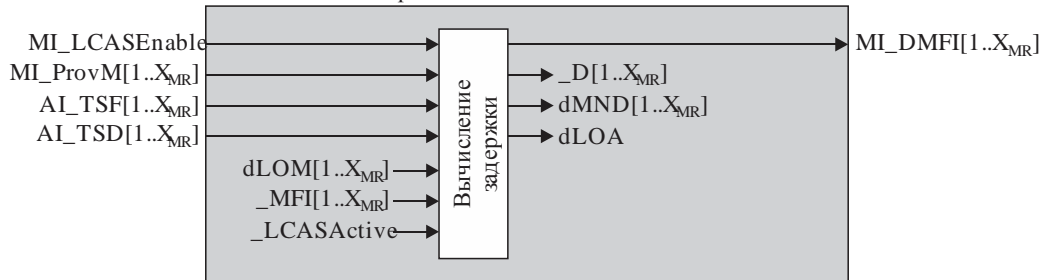 MI_LCASEnable
MI_DMFI[1..X_MR]
MI_ProvM[1..X_MR]
_D[1..X_MR]
AI_TSF[1..X_MR]
dMND[1..X_MR]
AI_TSD[1..X_MR]
dLOA
dLOM[1..X_MR]
_MFI[1..X_MR]
_LCASActive
Вычисление
задержки